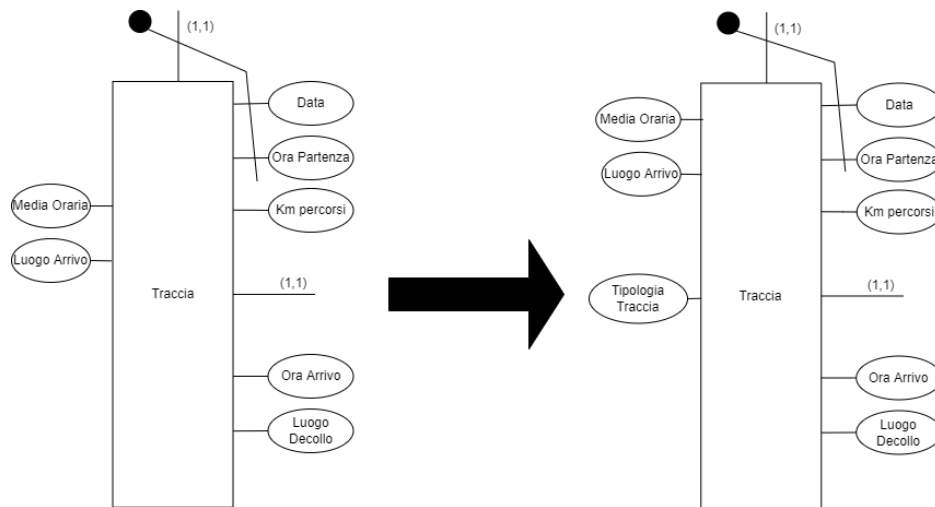 (1,1)
Data
Ora Partenza
Media Oraria
Km percorsi
Luogo Arrivo
Traccia
(1,1)
Ora Arrivo
Luogo
Decollo
(1,1)
Data
Media Oraria
Ora Partenza
Luogo Arrivo
Km percorsi
Tipologia
Traccia
Traccia
(1,1)
Ora Arrivo
Luogo
Decollo